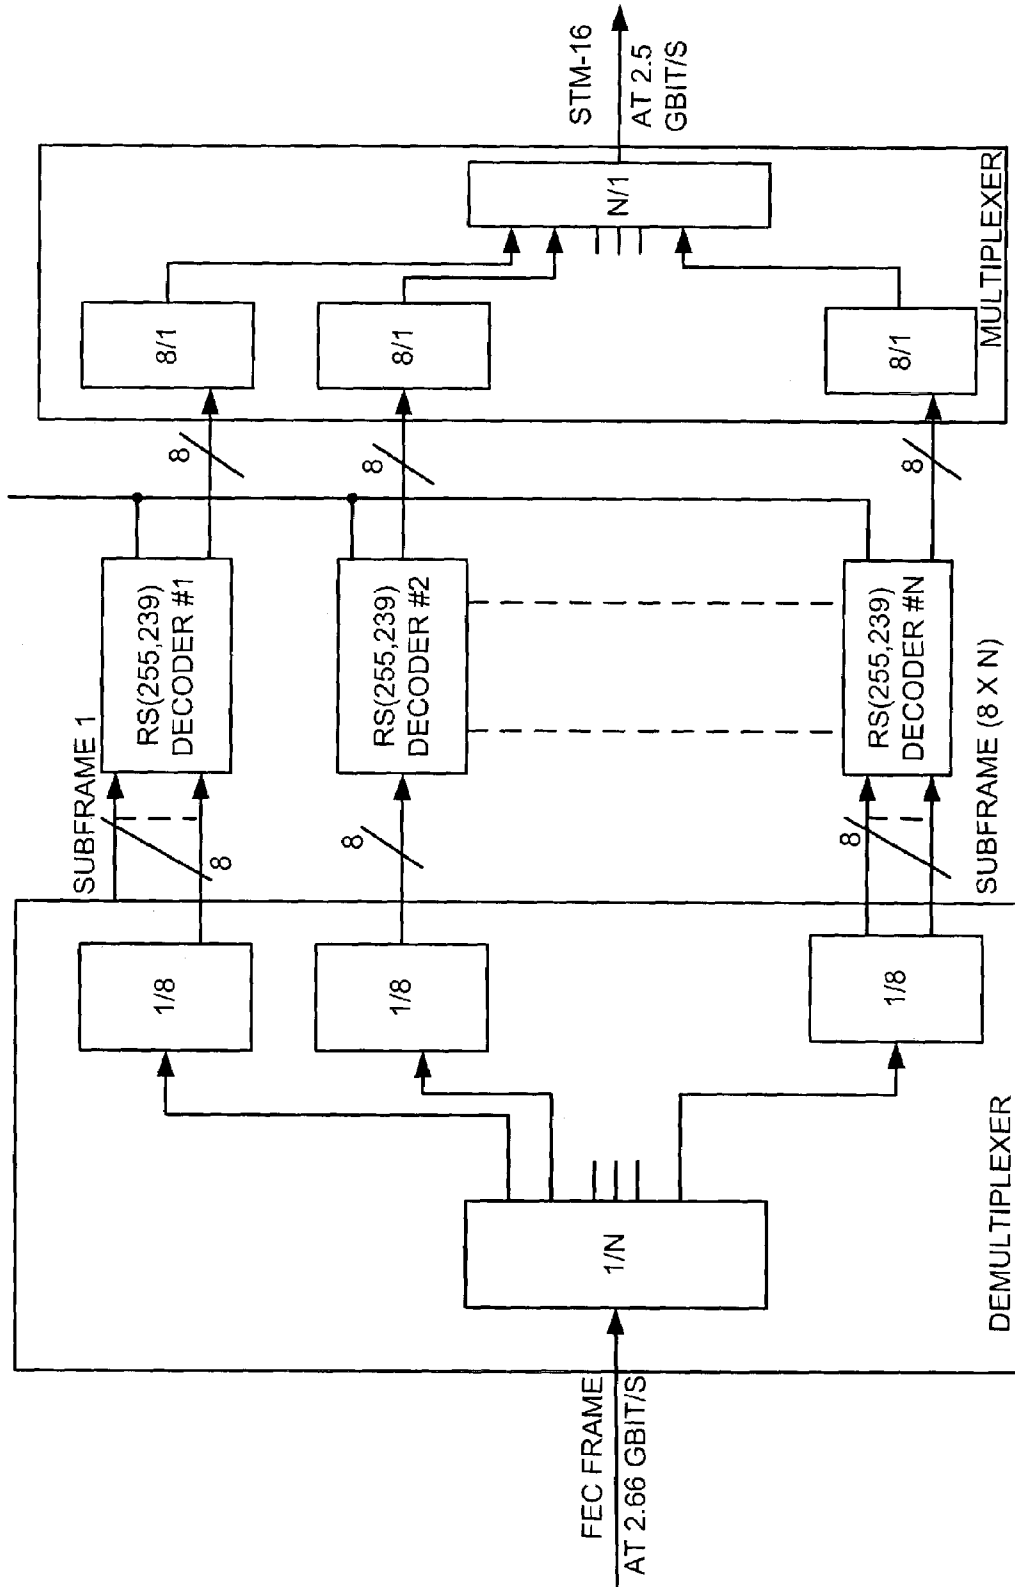 FEC FRAME
AT 2.66 GBIT/S
1/N
1/8
1/8
1/8
DEMULTIPLEXER
SUBFRAME 1
8
8
8
SUBFRAME (8 X N)
RS(255,239)
DECODER #1
RS(255,239)
DECODER #2
RS(255,239)
DECODER #N
8
8
8
8/1
8/1
8/1
N/1
MULTIPLEXER
STM-16
AT 2.5
GBIT/S